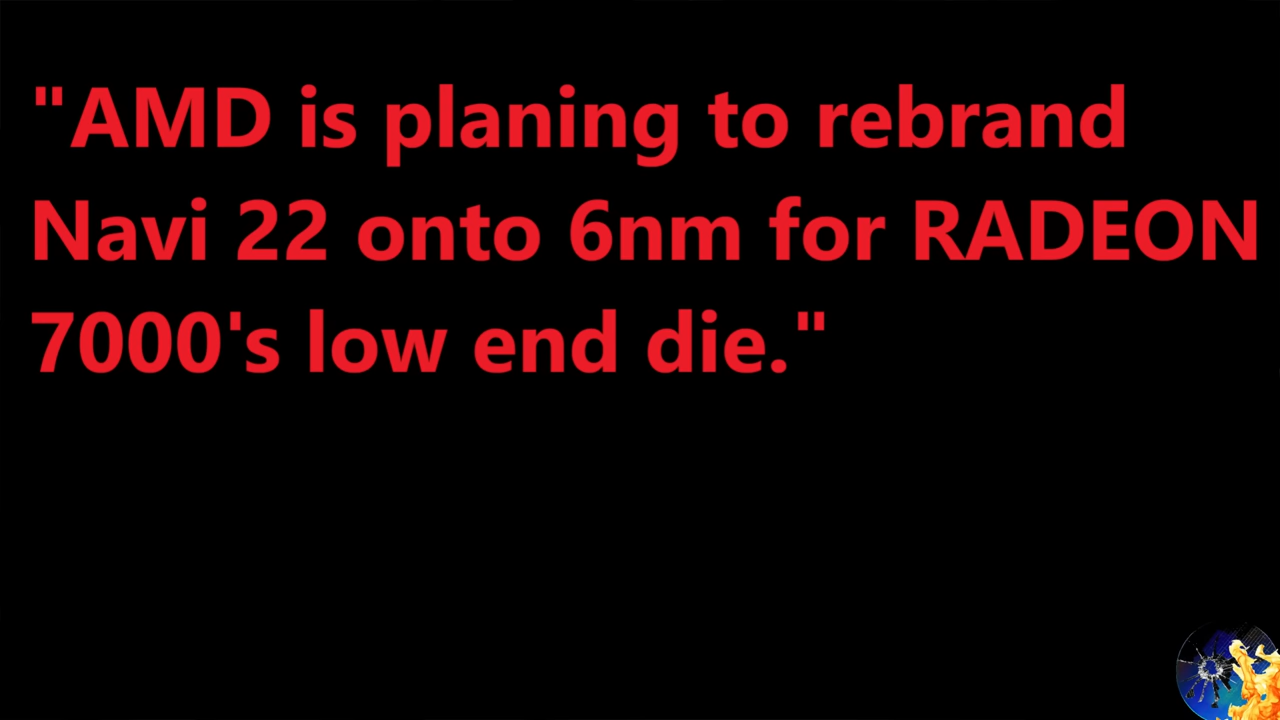 "AMD is planing to rebrand
Navi 22 onto 6nm for RADEON
7000's low end die."